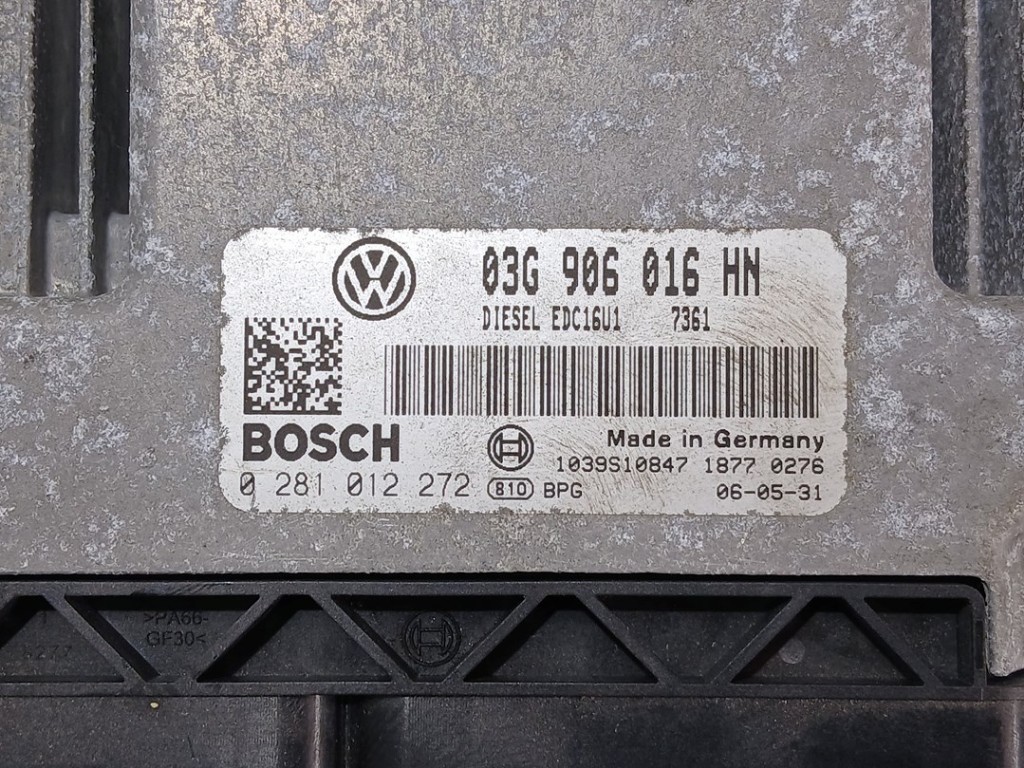 03G 906 016 HN
DIESEL EDC16U1 7361
BOSCH
Made in Germany
1039S10847 1877 0276
0 281 012 272 810 BPG 06-05-31
>PA66-
GF30<